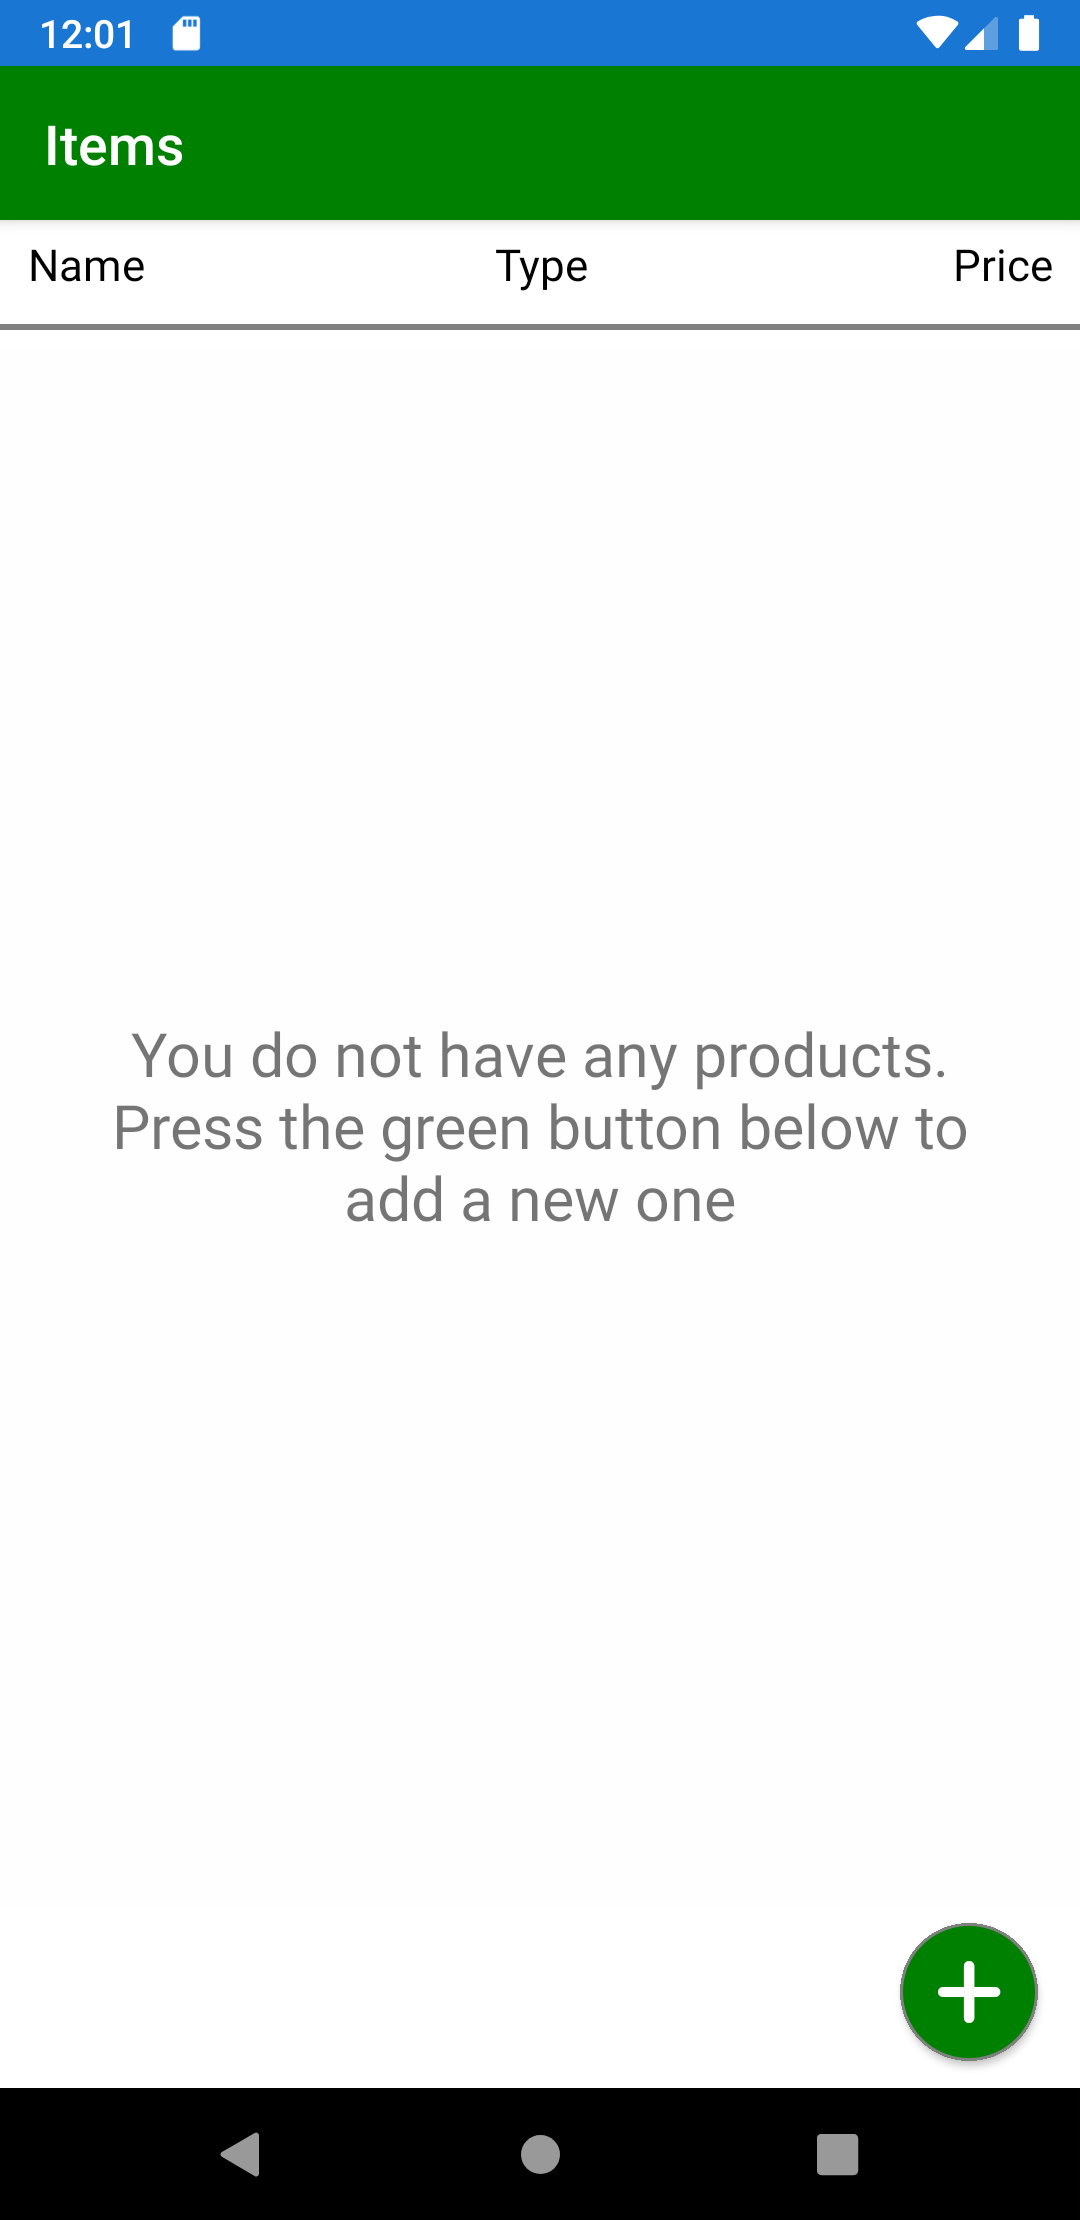 12:01
Items
Name Type Price
You do not have any products.
Press the green button below to
add a new one